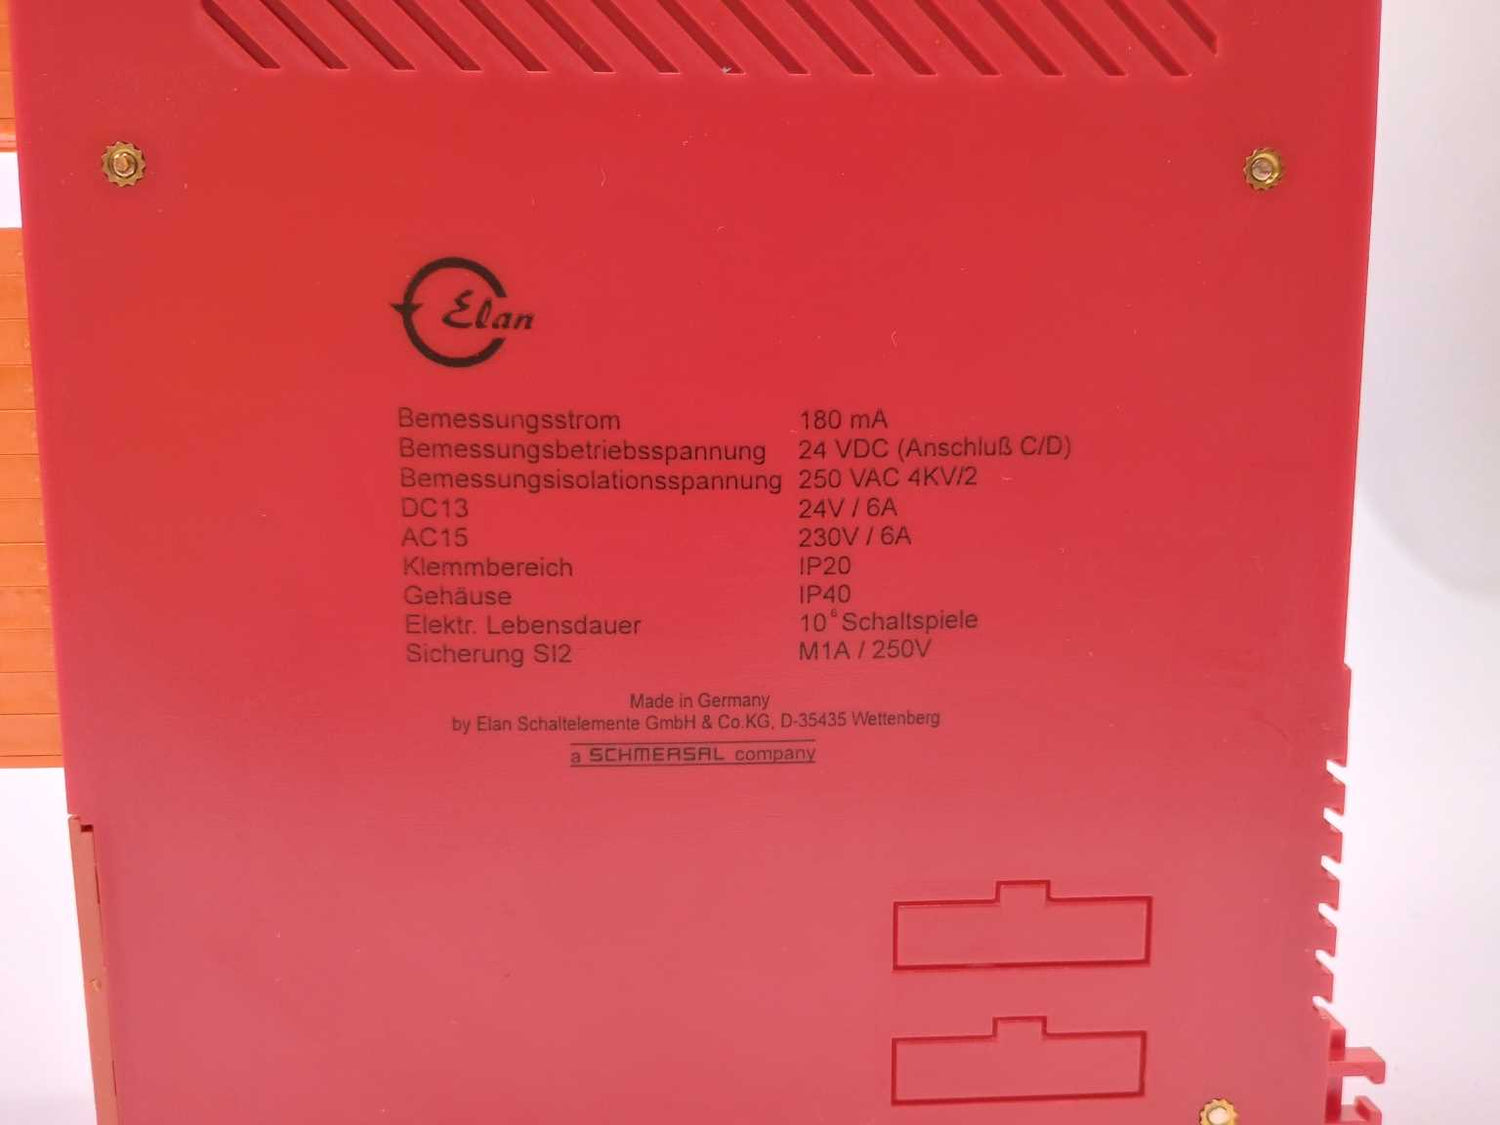 Elan
Bemessungsstrom 180 mA
Bemessungsbetriebsspannung 24 VDC (Anschluß C/D)
Bemessungsisolationsspannung 250 VAC 4KV/2
DC13 24V / 6A
AC15 230V / 6A
Klemmbereich IP20
Gehäuse IP40
Elektr. Lebensdauer 10⁶ Schaltspiele
Sicherung SI2 M1A / 250V
Made in Germany
by Elan Schaltelemente GmbH & Co.KG, D-35435 Wettenberg
a SCHMERSAL company